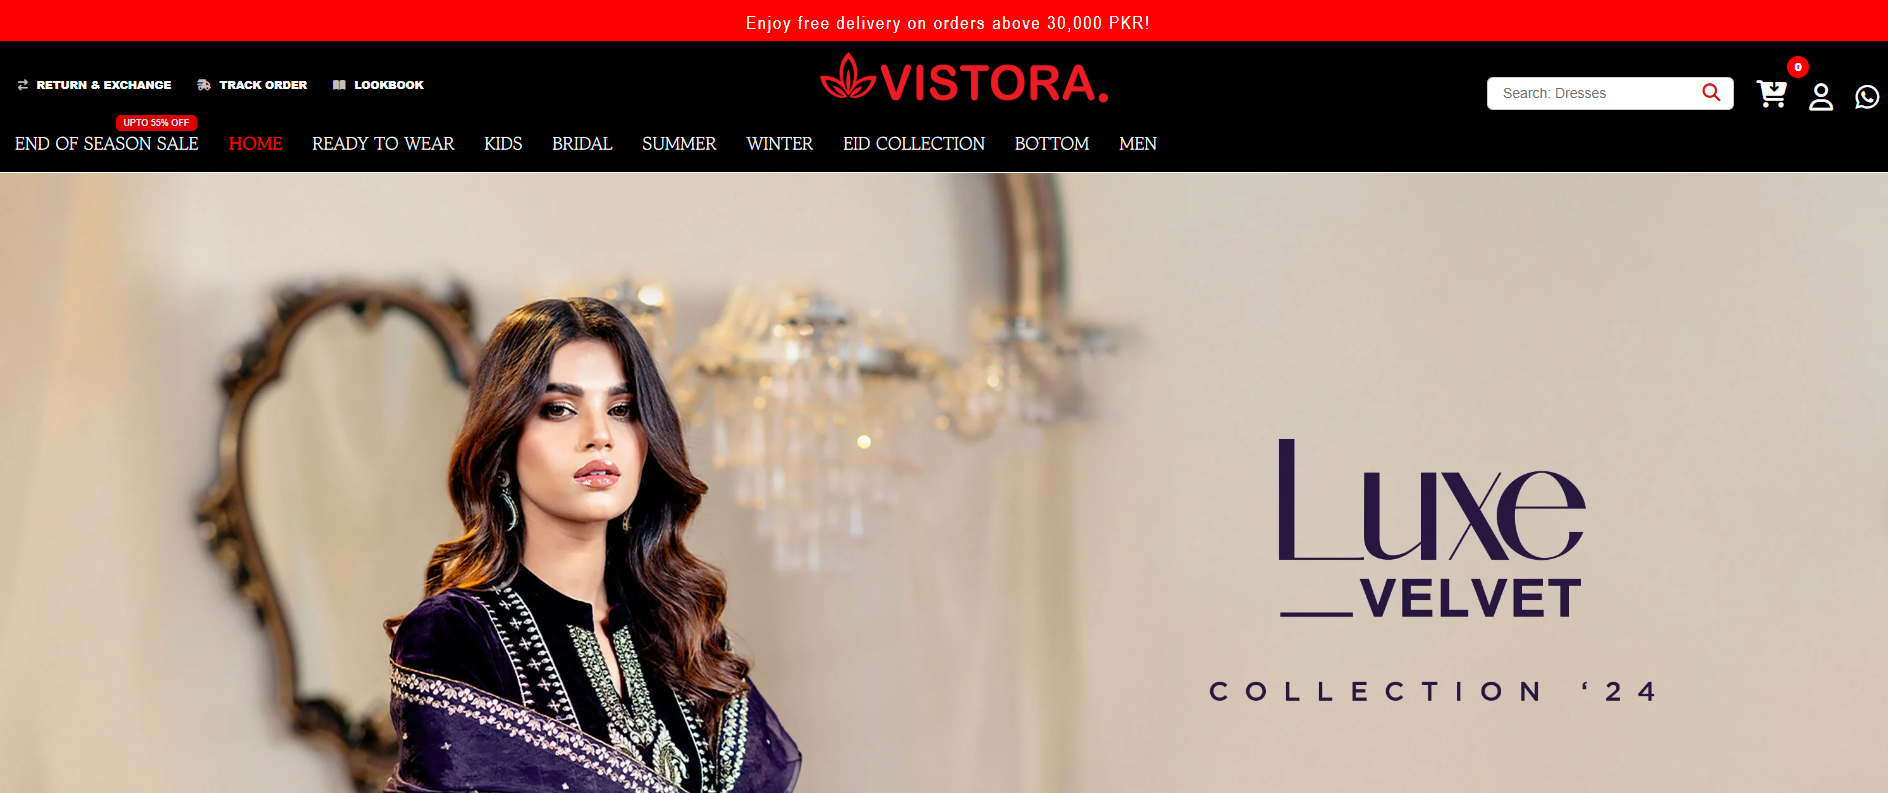 Enjoy free delivery on orders above 30,000 PKR!
RETURN & EXCHANGE TRACK ORDER LOOKBOOK
VISTORA.
Search: Dresses
0
UPTO 55% OFF
END OF SEASON SALE HOME READY TO WEAR KIDS BRIDAL SUMMER WINTER EID COLLECTION BOTTOM MEN
Luxe
VELVET
COLLECTION ‘24